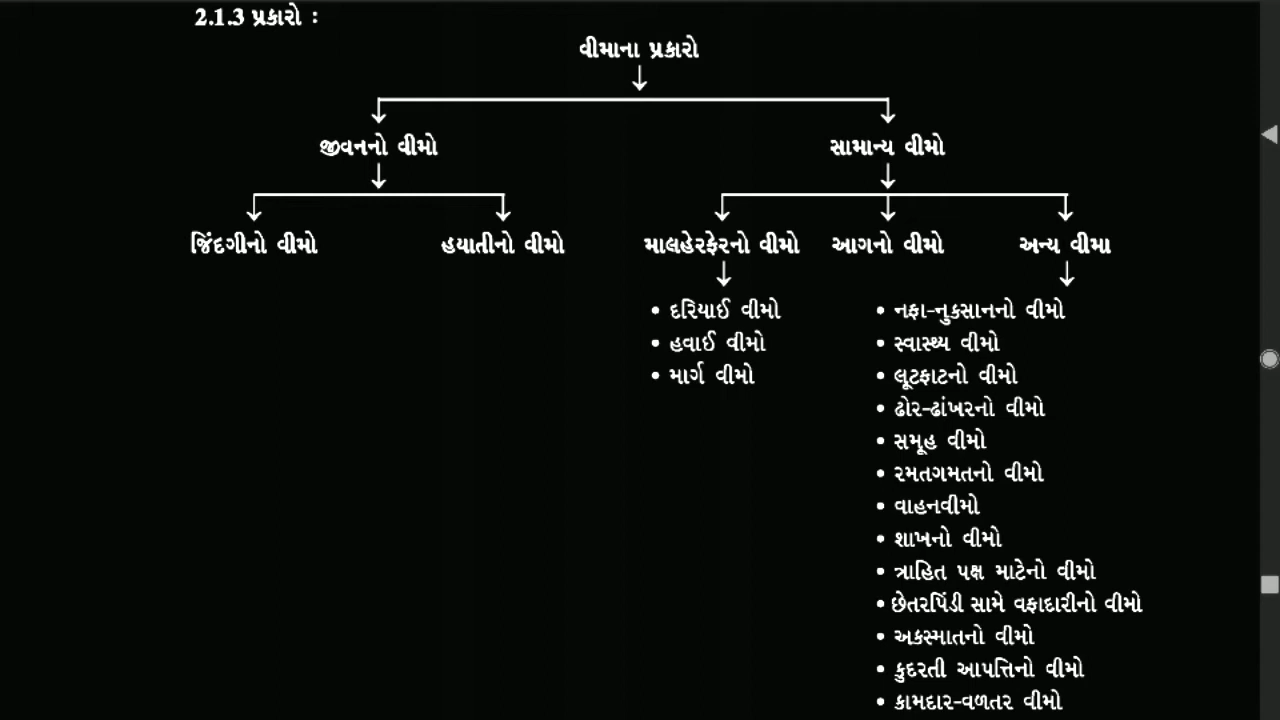 2.1.3 પ્રકારો :
વીમાના પ્રકારો
જીવનનો વીમો સામાન્ય વીમો
જિંદગીનો વીમો હયાતીનો વીમો માલહેરફેરનો વીમો આગનો વીમો અન્ય વીમા
• દરિયાઈ વીમો
• હવાઈ વીમો
• માર્ગ વીમો
• નફા-નુકસાનનો વીમો
• સ્વાસ્થ્ય વીમો
• લૂટફાટનો વીમો
• ઢોર-ઢાંખરનો વીમો
• સમૂહ વીમો
• રમતગમતનો વીમો
• વાહનવીમો
• શાખનો વીમો
• ત્રાહિત પક્ષ માટેનો વીમો
• છેતરપિંડી સામે વફાદારીનો વીમો
• અકસ્માતનો વીમો
• કુદરતી આપત્તિનો વીમો
• કામદાર-વળતર વીમો